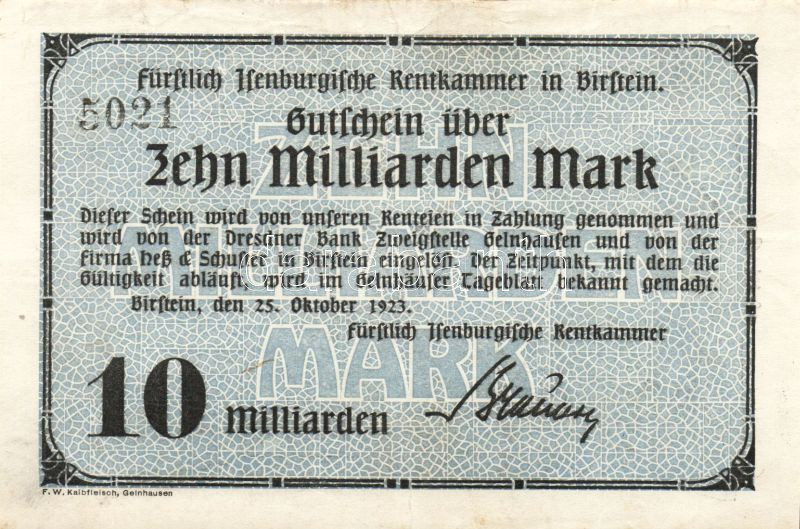 Fürstlich Isenburgische Rentkammer in Birstein.
5021
Gutschein über
Zehn Milliarden Mark
Dieser Schein wird von unseren Renteien in Zahlung genommen und
wird von der Dresdner Bank Zweigstelle Gelnhausen und von der
Firma Heß & Schuster in Birstein eingelöst. Der Zeitpunkt, mit dem die
Gültigkeit abläuft, wird im Gelnhäuser Tageblatt bekannt gemacht.
Birstein, den 25. Oktober 1923.
Fürstlich Isenburgische Rentkammer
ZEHN
MILLIARDEN
MARK
10 Milliarden
F. W. Kalbfleisch, Gelnhausen